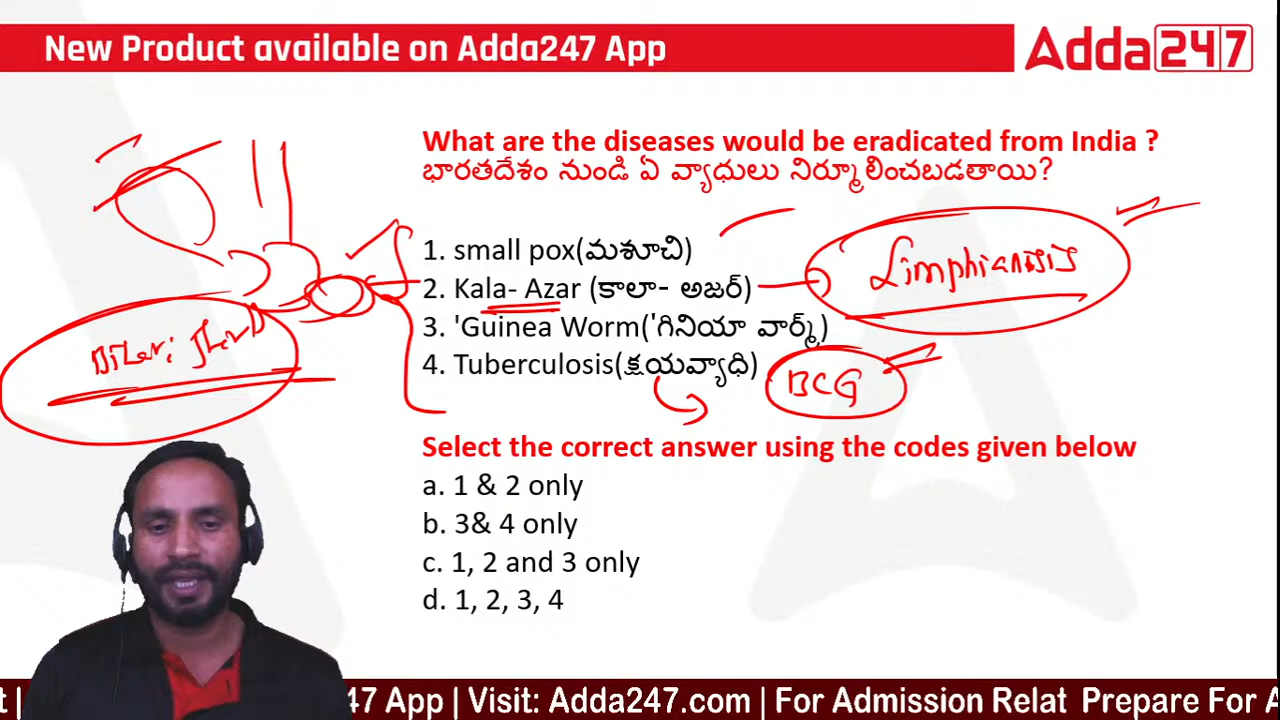 New Product available on Adda247 App
Adda247
What are the diseases would be eradicated from India ?
భారతదేశం నుండి ఏ వ్యాధులు నిర్మూలించబడతాయి?
1. small pox(మశూచి)
2. Kala- Azar (కాలా- అజర్)
3. 'Guinea Worm('గినియా వార్మ్)
4. Tuberculosis(క్షయవ్యాధి)
BCG
Select the correct answer using the codes given below
a. 1 & 2 only
b. 3& 4 only
c. 1, 2 and 3 only
d. 1, 2, 3, 4
47 App | Visit: Adda247.com | For Admission Relat Prepare For